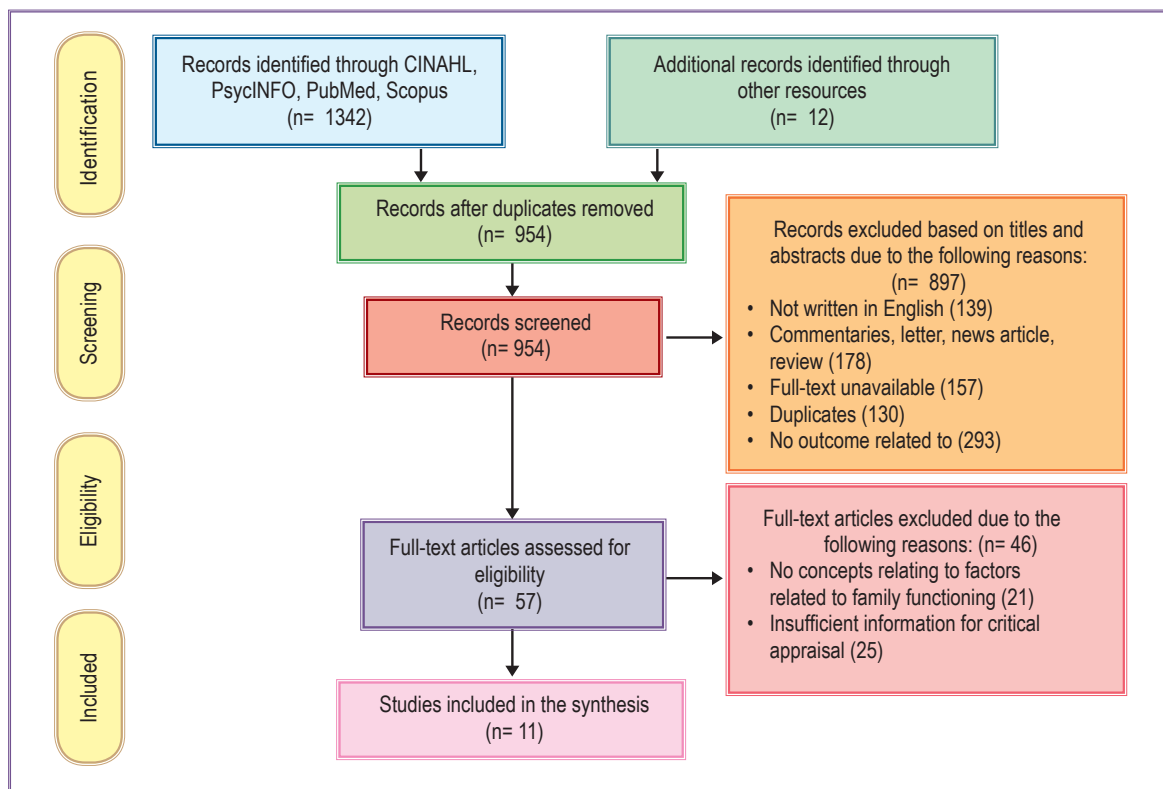 Identification
Records identified through CINAHL,
PsycINFO, PubMed, Scopus
(n= 1342)
Additional records identified through
other resources
(n= 12)
Records after duplicates removed
(n= 954)
Screening
Records screened
(n= 954)
Records excluded based on titles and
abstracts due to the following reasons:
(n= 897)
• Not written in English (139)
• Commentaries, letter, news article,
review (178)
• Full-text unavailable (157)
• Duplicates (130)
• No outcome related to (293)
Eligibility
Full-text articles assessed for
eligibility
(n= 57)
Full-text articles excluded due to the
following reasons: (n= 46)
• No concepts relating to factors
related to family functioning (21)
• Insufficient information for critical
appraisal (25)
Included
Studies included in the synthesis
(n= 11)